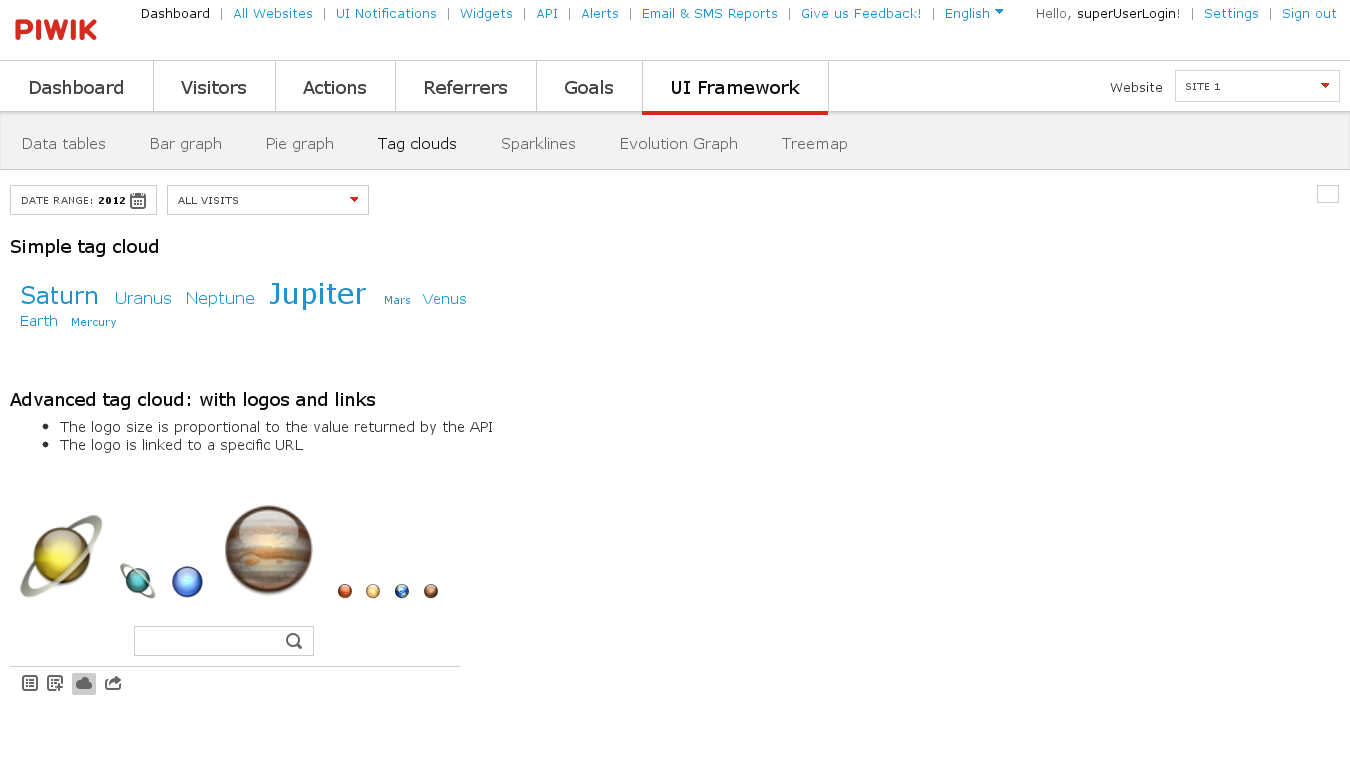 PIWIK
Dashboard | All Websites | UI Notifications | Widgets | API | Alerts | Email & SMS Reports | Give us Feedback! | English
Hello, superUserLogin! | Settings | Sign out
Dashboard Visitors Actions Referrers Goals UI Framework
Website SITE 1
Data tables Bar graph Pie graph Tag clouds Sparklines Evolution Graph Treemap
DATE RANGE: 2012 ALL VISITS
Simple tag cloud
Saturn Uranus Neptune Jupiter Mars Venus
Earth Mercury
Advanced tag cloud: with logos and links
The logo size is proportional to the value returned by the API
The logo is linked to a specific URL